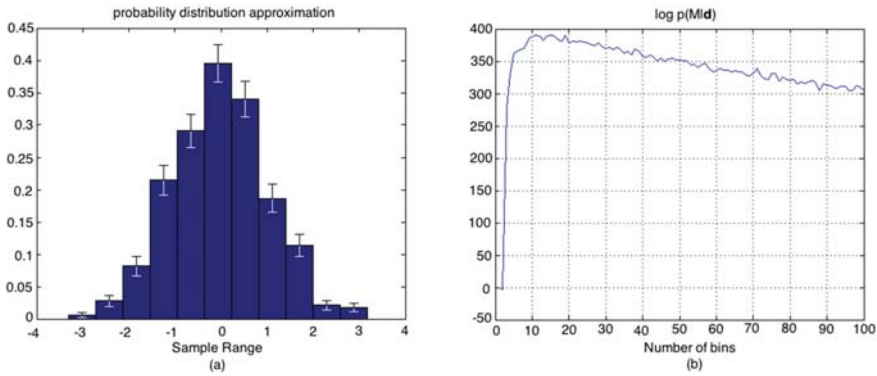 probability distribution approximation
0.45
0.4
0.35
0.3
0.25
0.2
0.15
0.1
0.05
0
-4 -3 -2 -1 0 1 2 3 4
Sample Range
(a)
log p(M|d)
400
350
300
250
200
150
100
50
0
-50
0 10 20 30 40 50 60 70 80 90 100
Number of bins
(b)